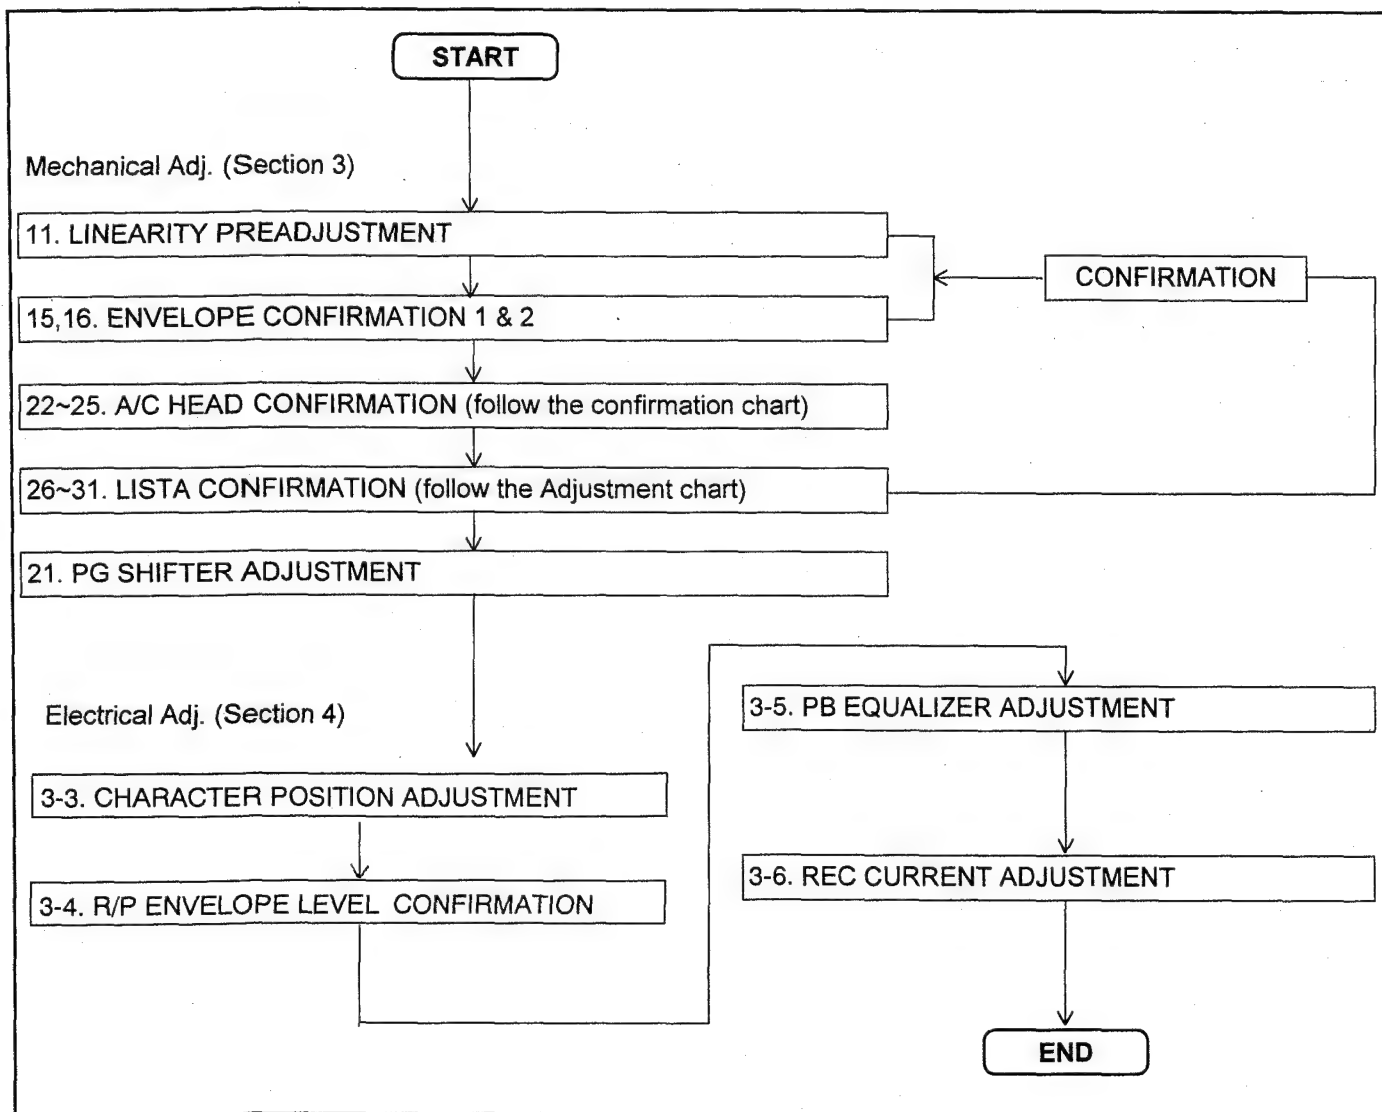 START
Mechanical Adj. (Section 3)
11. LINEARITY PREADJUSTMENT
CONFIRMATION
15,16. ENVELOPE CONFIRMATION 1 & 2
22~25. A/C HEAD CONFIRMATION (follow the confirmation chart)
26~31. LISTA CONFIRMATION (follow the Adjustment chart)
21. PG SHIFTER ADJUSTMENT
Electrical Adj. (Section 4)
3-3. CHARACTER POSITION ADJUSTMENT
3-4. R/P ENVELOPE LEVEL CONFIRMATION
3-5. PB EQUALIZER ADJUSTMENT
3-6. REC CURRENT ADJUSTMENT
END